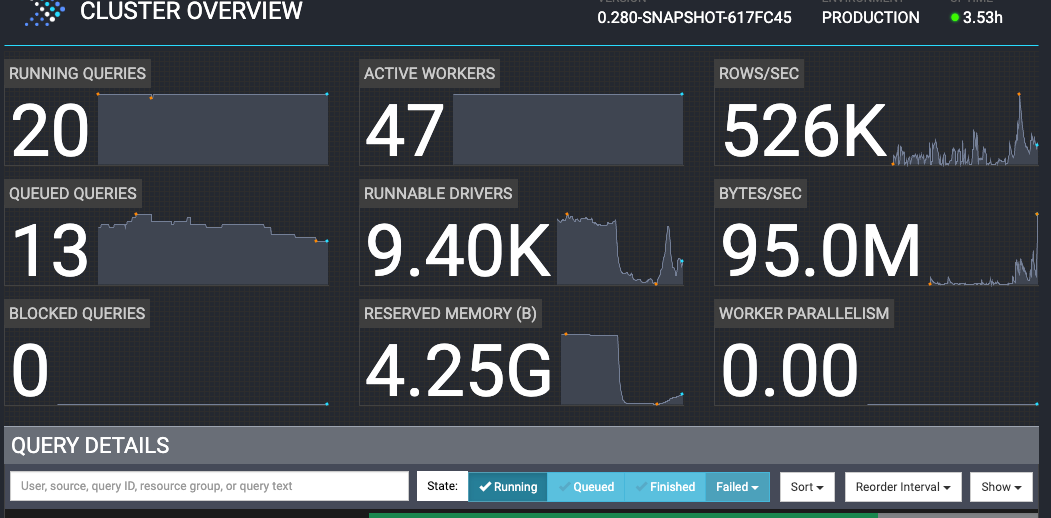 CLUSTER OVERVIEW
0.280-SNAPSHOT-617FC45 PRODUCTION 3.53h
RUNNING QUERIES ACTIVE WORKERS ROWS/SEC
20 47 526K
QUEUED QUERIES RUNNABLE DRIVERS BYTES/SEC
13 9.40K 95.0M
BLOCKED QUERIES RESERVED MEMORY (B) WORKER PARALLELISM
0 4.25G 0.00
QUERY DETAILS
User, source, query ID, resource group, or query text State: Running Queued Finished Failed Sort Reorder Interval Show